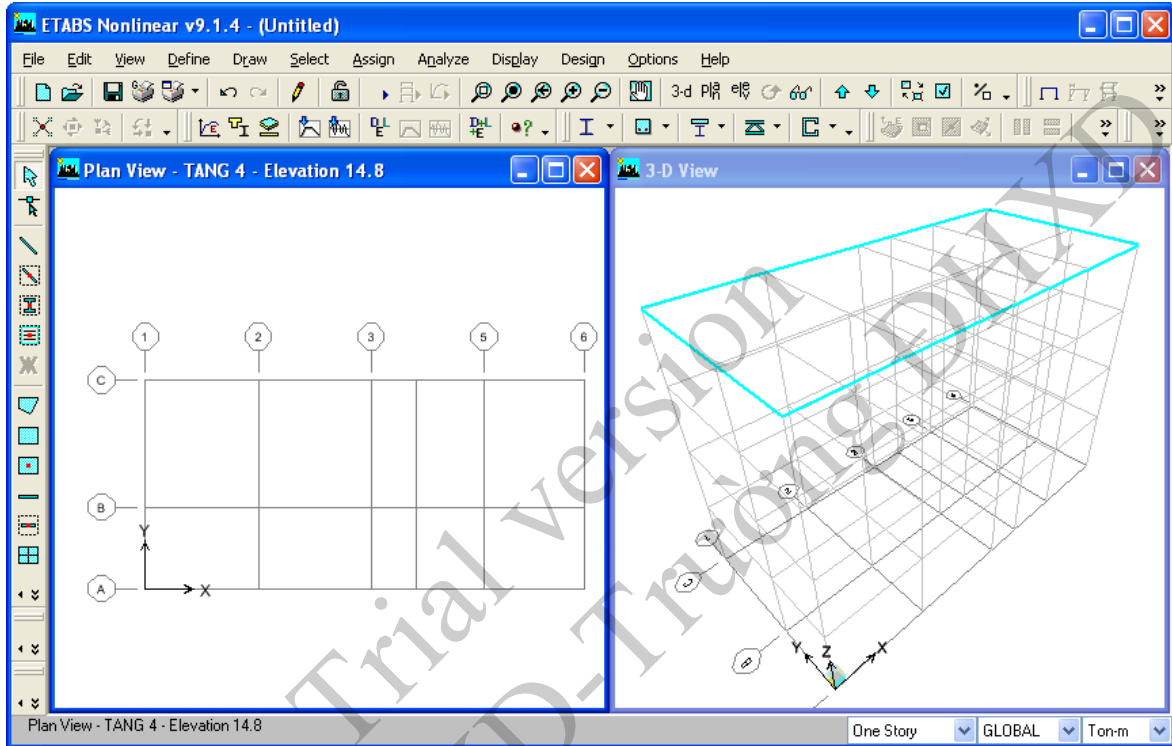 ETABS Nonlinear v9.1.4 - (Untitled)
File Edit View Define Draw Select Assign Analyze Display Design Options Help
3-d
Plan View - TANG 4 - Elevation 14.8
3-D View
1 2 3 5 6
C
B
A
Y
X
Y Z X
Trial version
D-Trường ĐHXD
Plan View - TANG 4 - Elevation 14.8
One Story GLOBAL Ton-m